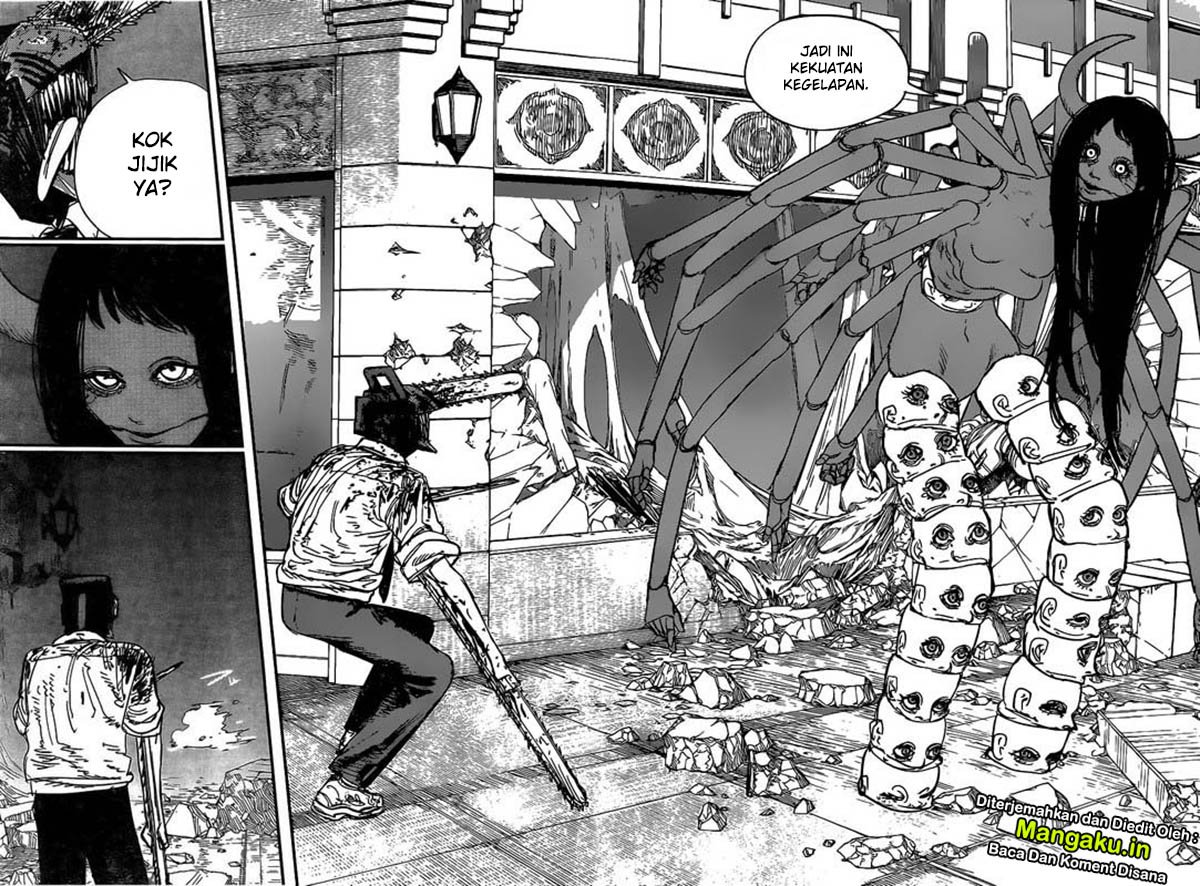 JADI INI
KEKUATAN
KEGELAPAN.
KOK
JIJIK
YA?
Diterjemahkan dan Diedit Oleh :
Mangaku.in
Baca Dan Koment Disana